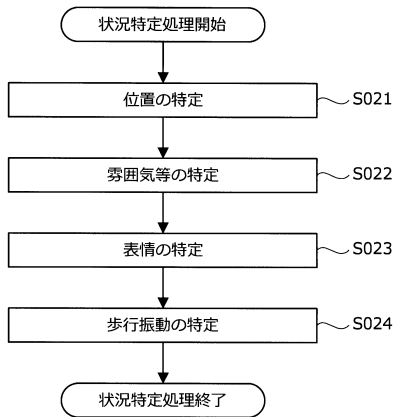 状況特定処理開始
位置の特定 S021
雰囲気等の特定 S022
表情の特定 S023
歩行振動の特定 S024
状況特定処理終了